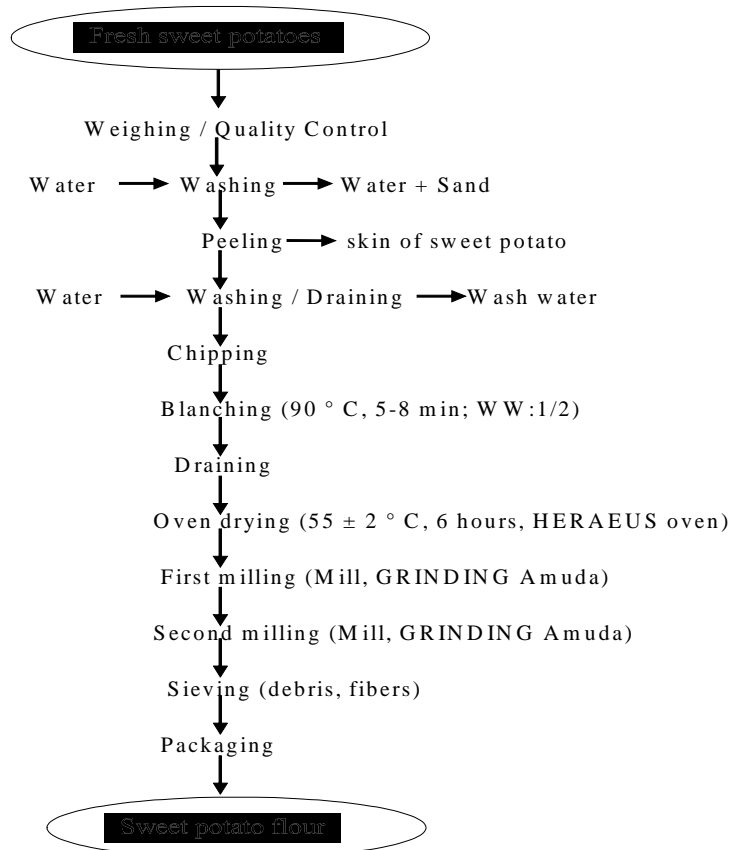 Fresh sweet potatoes
Weighing / Quality Control
Water Washing Water + Sand
Peeling skin of sweet potato
Water Washing / Draining Wash water
Chipping
Blanching (90 ° C, 5-8 min; WW:1/2)
Draining
Oven drying (55 ± 2 ° C, 6 hours, HERAEUS oven)
First milling (Mill, GRINDING Amuda)
Second milling (Mill, GRINDING Amuda)
Sieving (debris, fibers)
Packaging
Sweet potato flour